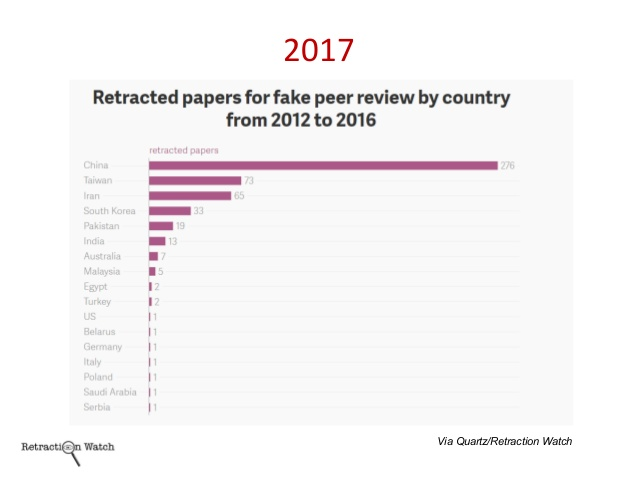 2017
Retracted papers for fake peer review by country
from 2012 to 2016
retracted papers
China 276
Taiwan 73
Iran 65
South Korea 33
Pakistan 19
India 13
Australia 7
Malaysia 5
Egypt 2
Turkey 2
US 1
Belarus 1
Germany 1
Italy 1
Poland 1
Saudi Arabia 1
Serbia 1
Retraction Watch
Via Quartz/Retraction Watch